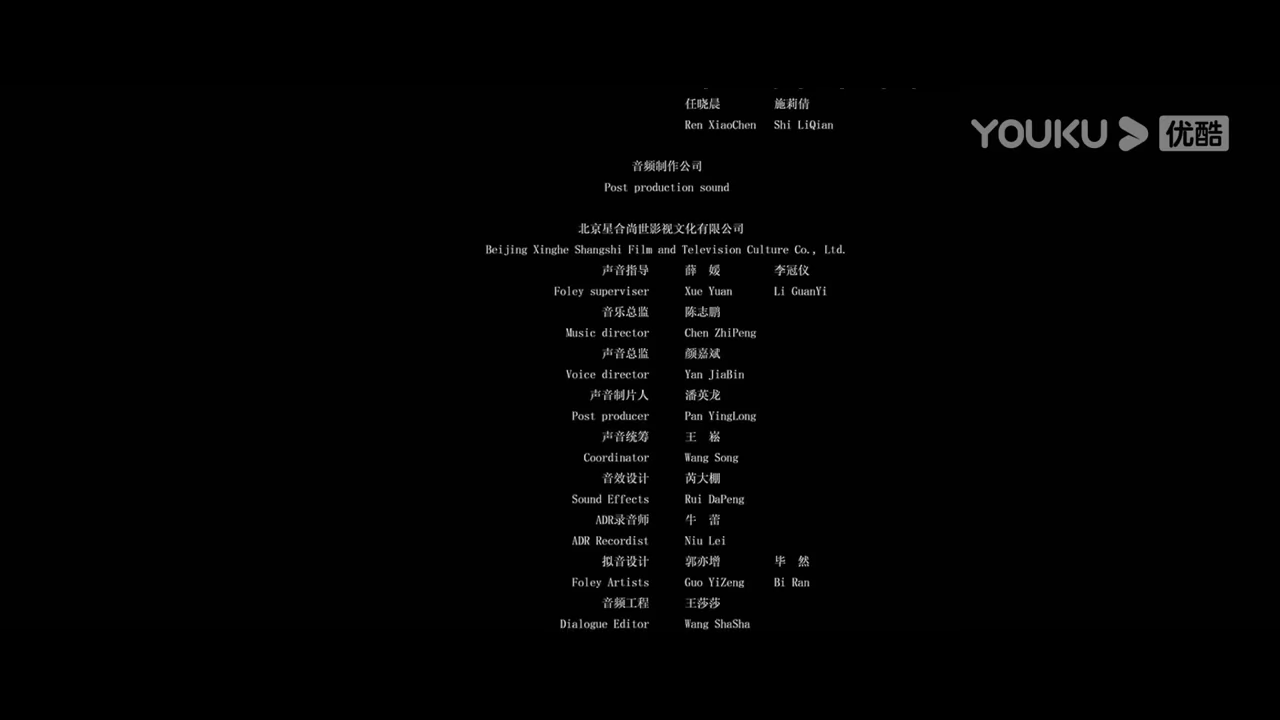 任晓晨 施莉倩
Ren XiaoChen Shi LiQian
YOUKU 优酷
音频制作公司
Post production sound
北京星合尚世影视文化有限公司
Beijing Xinghe Shangshi Film and Television Culture Co., Ltd.
声音指导 薛 媛 李冠仪
Foley superviser Xue Yuan Li GuanYi
音乐总监 陈志鹏
Music director Chen ZhiPeng
声音总监 颜嘉斌
Voice director Yan JiaBin
声音制片人 潘英龙
Post producer Pan YingLong
声音统筹 王 崧
Coordinator Wang Song
音效设计 芮大棚
Sound Effects Rui DaPeng
ADR录音师 牛 蕾
ADR Recordist Niu Lei
拟音设计 郭亦增 毕 然
Foley Artists Guo YiZeng Bi Ran
音频工程 王莎莎
Dialogue Editor Wang ShaSha